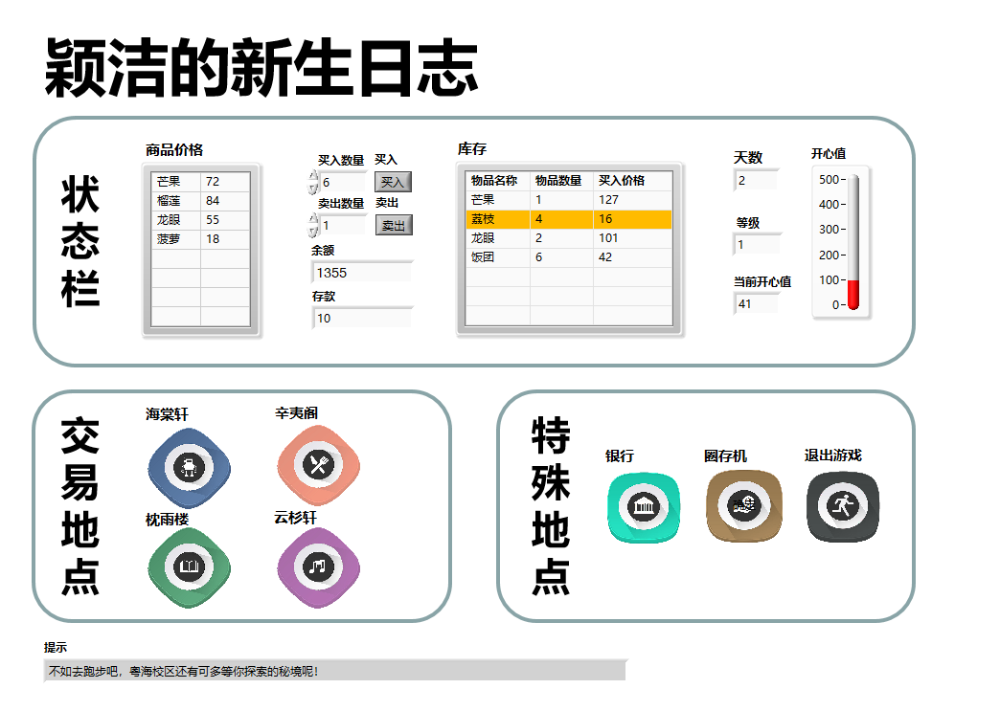 颖洁的新生日志
状态栏
商品价格
芒果 72
榴莲 84
龙眼 55
菠萝 18
买入数量 买入
6 买入
卖出数量 卖出
1 卖出
余额
1355
存款
10
库存
物品名称 物品数量 买入价格
芒果 1 127
荔枝 4 16
龙眼 2 101
饭团 6 42
天数
2
等级
1
当前开心值
41
开心值
500
400
300
200
100
0
交易地点
海棠轩 辛夷阁
枕雨楼 云杉轩
特殊地点
银行 圈存机 退出游戏
提示
不如去跑步吧，粤海校区还有可多等你探索的秘境呢！